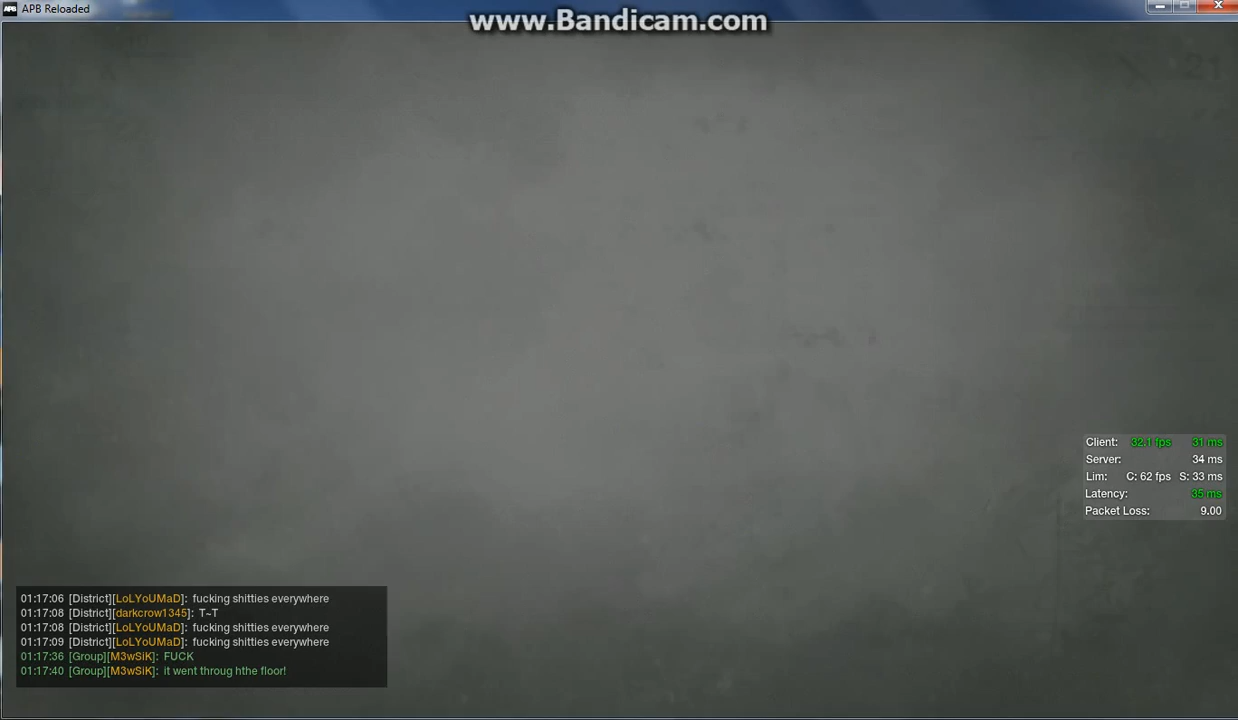 APB APB Reloaded
www.Bandicam.com
Client: 32.1 fps 31 ms
Server: 34 ms
Lim: C: 62 fps S: 33 ms
Latency: 35 ms
Packet Loss: 9.00
01:17:06 [District][LoLYoUMaD]: fucking shitties everywhere
01:17:08 [District][darkcrow1345]: T~T
01:17:08 [District][LoLYoUMaD]: fucking shitties everywhere
01:17:09 [District][LoLYoUMaD]: fucking shitties everywhere
01:17:36 [Group][M3wSiK]: FUCK
01:17:40 [Group][M3wSiK]: it went throug hthe floor!